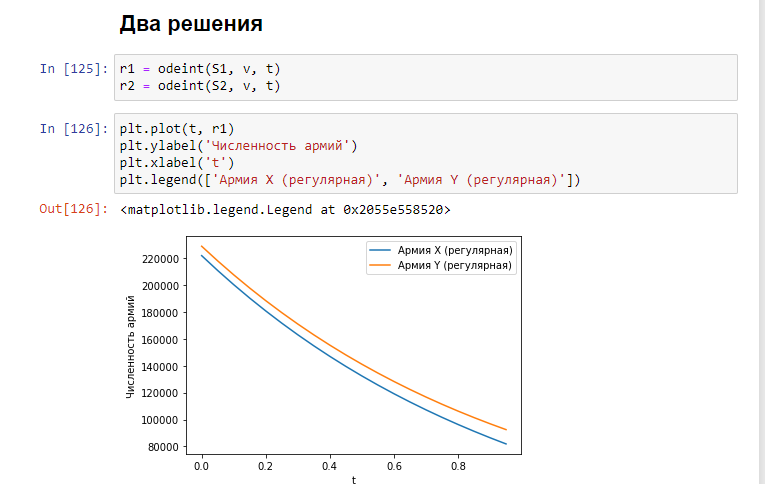 Два решения
In [125]: r1 = odeint(S1, v, t)
r2 = odeint(S2, v, t)
In [126]: plt.plot(t, r1)
plt.ylabel('Численность армий')
plt.xlabel('t')
plt.legend(['Армия X (регулярная)', 'Армия Y (регулярная)'])
Out[126]: <matplotlib.legend.Legend at 0x2055e558520>
Армия X (регулярная)
Армия Y (регулярная)
Численность армий
220000
200000
180000
160000
140000
120000
100000
80000
0.0 0.2 0.4 0.6 0.8
t